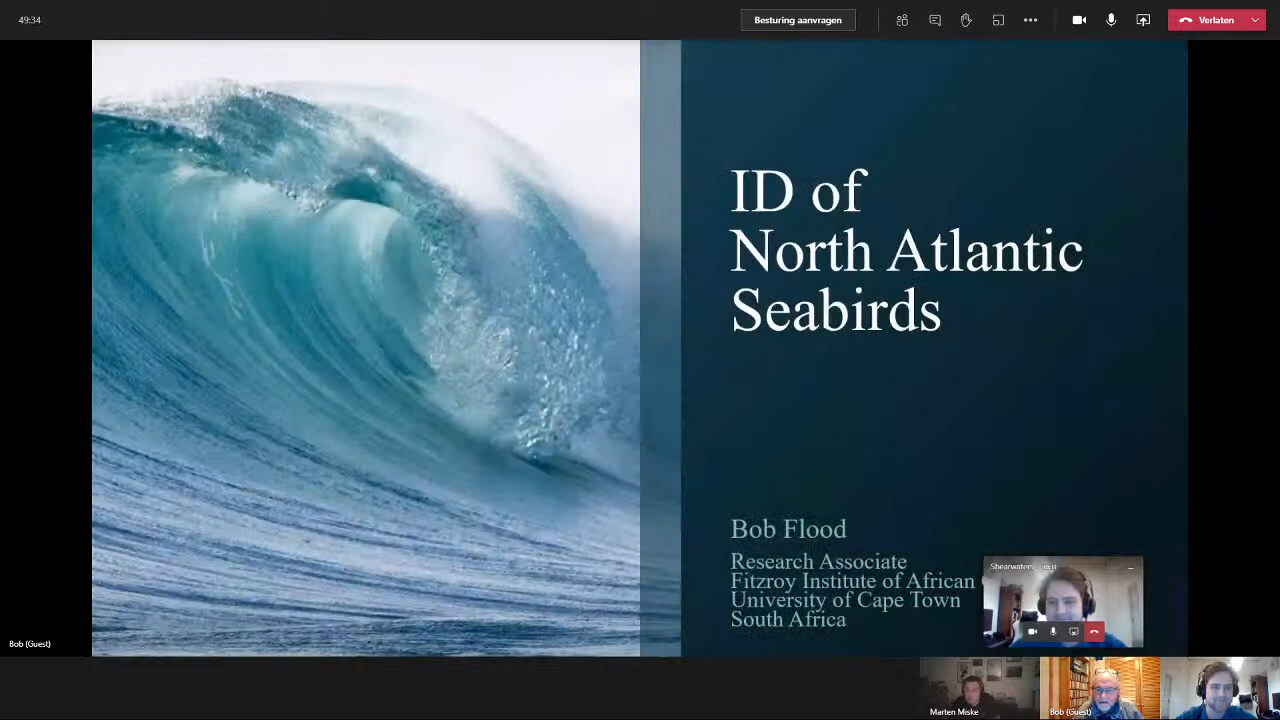 49:34
Besturing aanvragen
Verlaten
ID of
North Atlantic
Seabirds
Bob Flood
Research Associate
Fitzroy Institute of African
University of Cape Town
South Africa
Shearwaters
Bob (Guest)
Marten Miske
Bob (Guest)